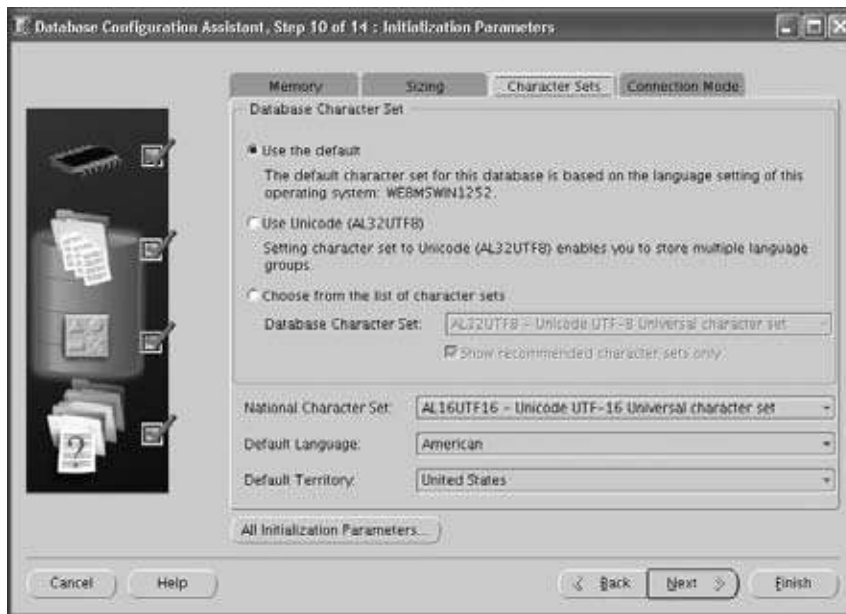 Database Configuration Assistant, Step 10 of 14 : Initialization Parameters
Memory Sizing Character Sets Connection Mode
Database Character Set
Use the default
The default character set for this database is based on the language setting of this
operating system: WE8MSWIN1252.
Use Unicode (AL32UTF8)
Setting character set to Unicode (AL32UTF8) enables you to store multiple language
groups.
Choose from the list of character sets
Database Character Set: AL32UTF8 - Unicode UTF-8 Universal character set
Show recommended character sets only
National Character Set: AL16UTF16 - Unicode UTF-16 Universal character set
Default Language: American
Default Territory: United States
All Initialization Parameters...
Cancel Help Back Next Finish